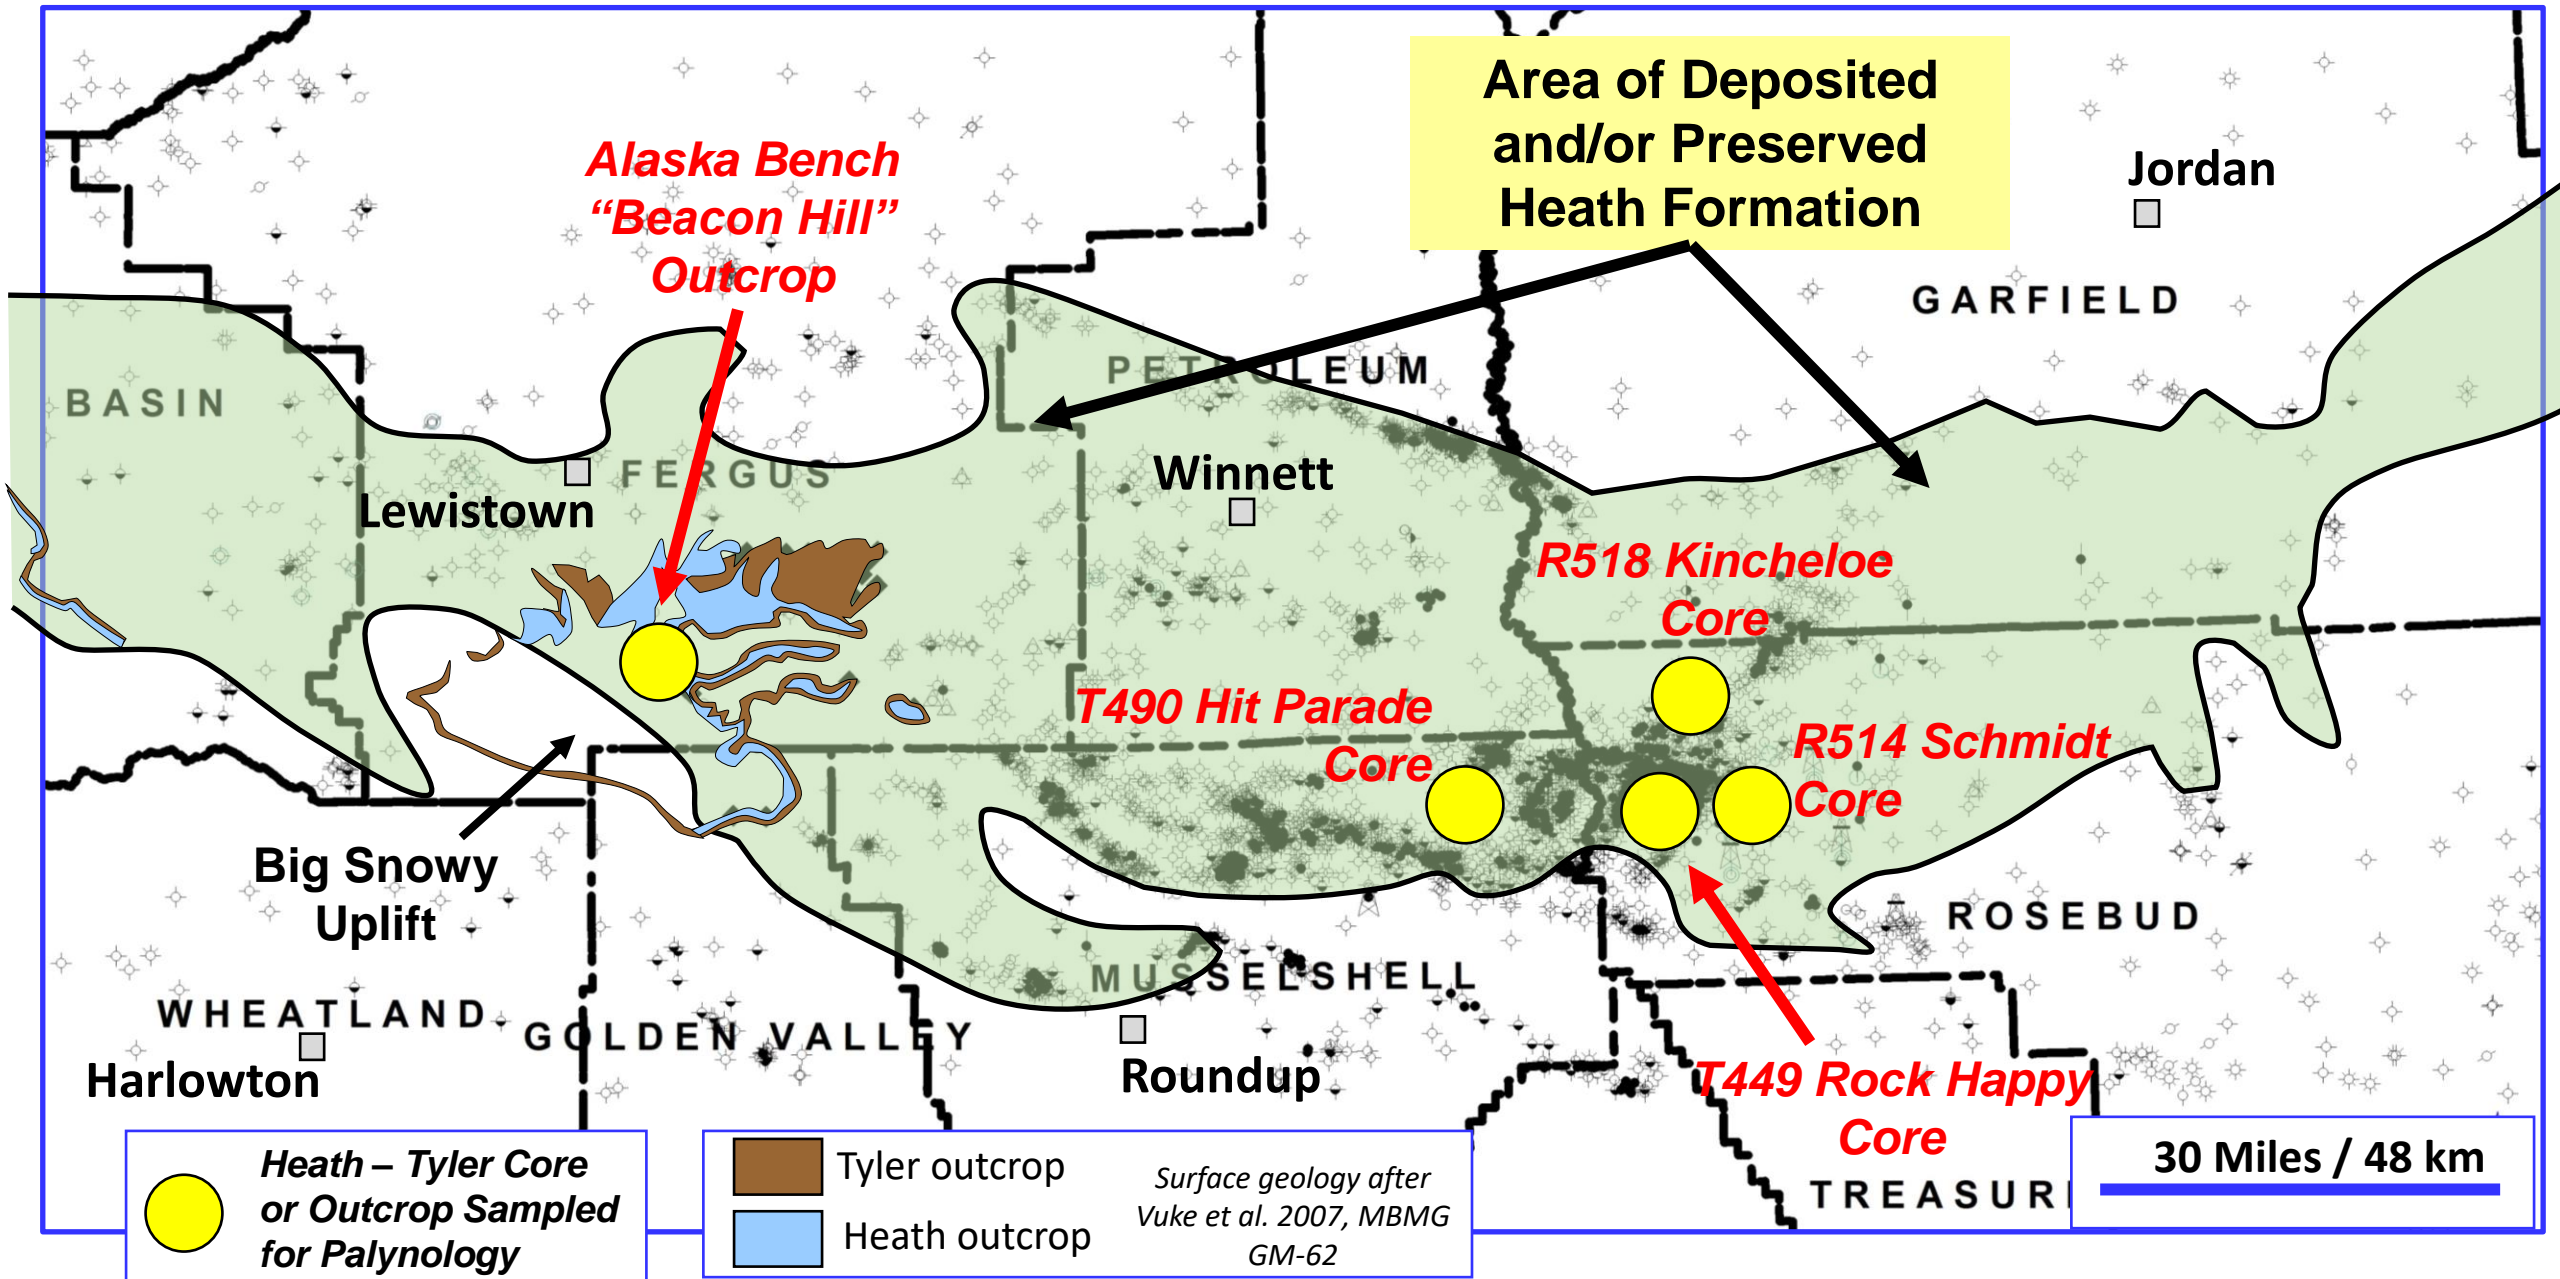 Area of Deposited
and/or Preserved
Heath Formation
Alaska Bench
“Beacon Hill”
Outcrop
Jordan
GARFIELD
PETROLEUM
BASIN
FERGUS
Lewistown
Winnett
R518 Kincheloe
Core
T490 Hit Parade
Core
R514 Schmidt
Core
Big Snowy
Uplift
ROSEBUD
MUSSELSHELL
WHEATLAND
GOLDEN VALLEY
Harlowton
Roundup
T449 Rock Happy
Core
TREASUR
30 Miles / 48 km
Heath – Tyler Core
or Outcrop Sampled
for Palynology
Tyler outcrop
Heath outcrop
Surface geology after
Vuke et al. 2007, MBMG
GM-62